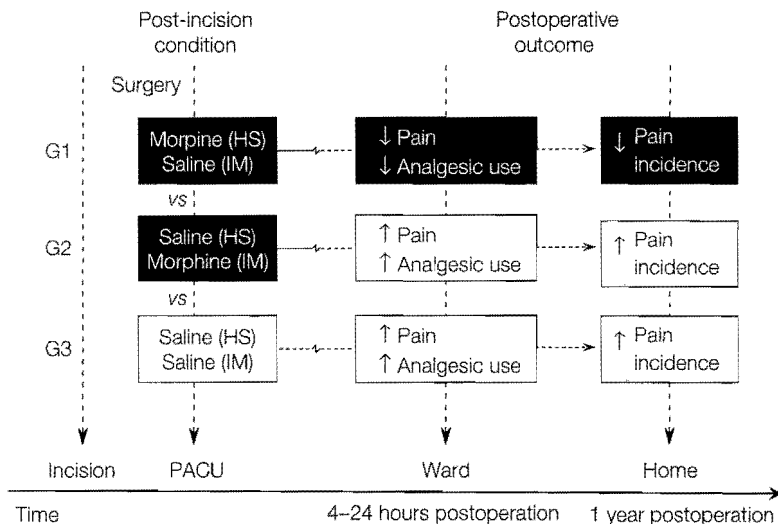 Post-incision
condition
Postoperative
outcome
Surgery
G1
Morpine (HS)
Saline (IM)
↓ Pain
↓ Analgesic use
↓ Pain
incidence
vs
G2
Saline (HS)
Morphine (IM)
↑ Pain
↑ Analgesic use
↑ Pain
incidence
vs
G3
Saline (HS)
Saline (IM)
↑ Pain
↑ Analgesic use
↑ Pain
incidence
Incision
PACU
Ward
Home
Time
4–24 hours postoperation
1 year postoperation